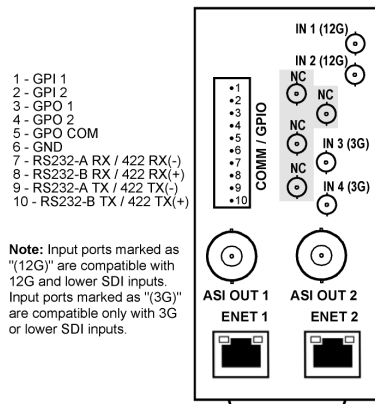 1 - GPI 1
2 - GPI 2
3 - GPO 1
4 - GPO 2
5 - GPO COM
6 - GND
7 - RS232-A RX / 422 RX(-)
8 - RS232-B RX / 422 RX(+)
9 - RS232-A TX / 422 TX(-)
10 - RS232-B TX / 422 TX(+)
Note: Input ports marked as
"(12G)" are compatible with
12G and lower SDI inputs.
Input ports marked as "(3G)"
are compatible only with 3G
or lower SDI inputs.
IN 1 (12G)
IN 2 (12G)
NC
NC
NC
IN 3 (3G)
NC
IN 4 (3G)
•1
•2
•3
•4
•5
•6
•7
•8
•9
•10
COMM / GPIO
ASI OUT 1
ASI OUT 2
ENET 1
ENET 2